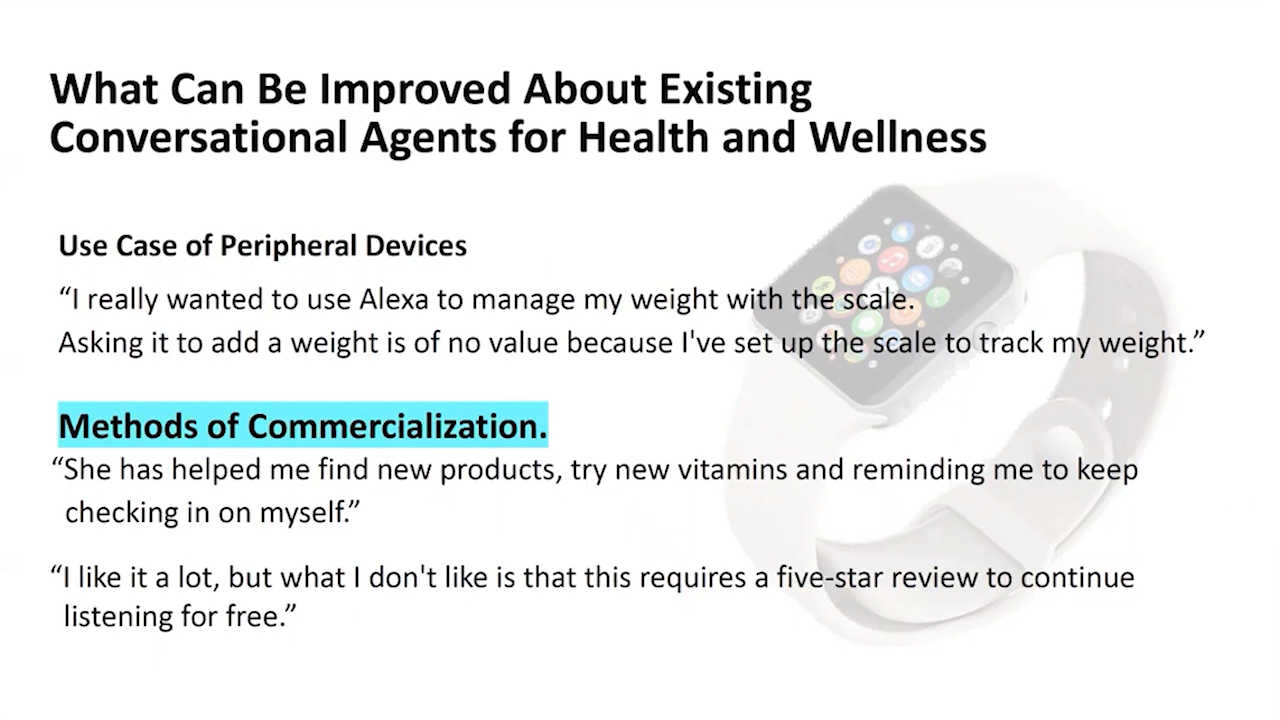 What Can Be Improved About Existing
Conversational Agents for Health and Wellness
Use Case of Peripheral Devices
“I really wanted to use Alexa to manage my weight with the scale.
Asking it to add a weight is of no value because I've set up the scale to track my weight.”
Methods of Commercialization.
“She has helped me find new products, try new vitamins and reminding me to keep
checking in on myself.”
“I like it a lot, but what I don't like is that this requires a five-star review to continue
listening for free.”